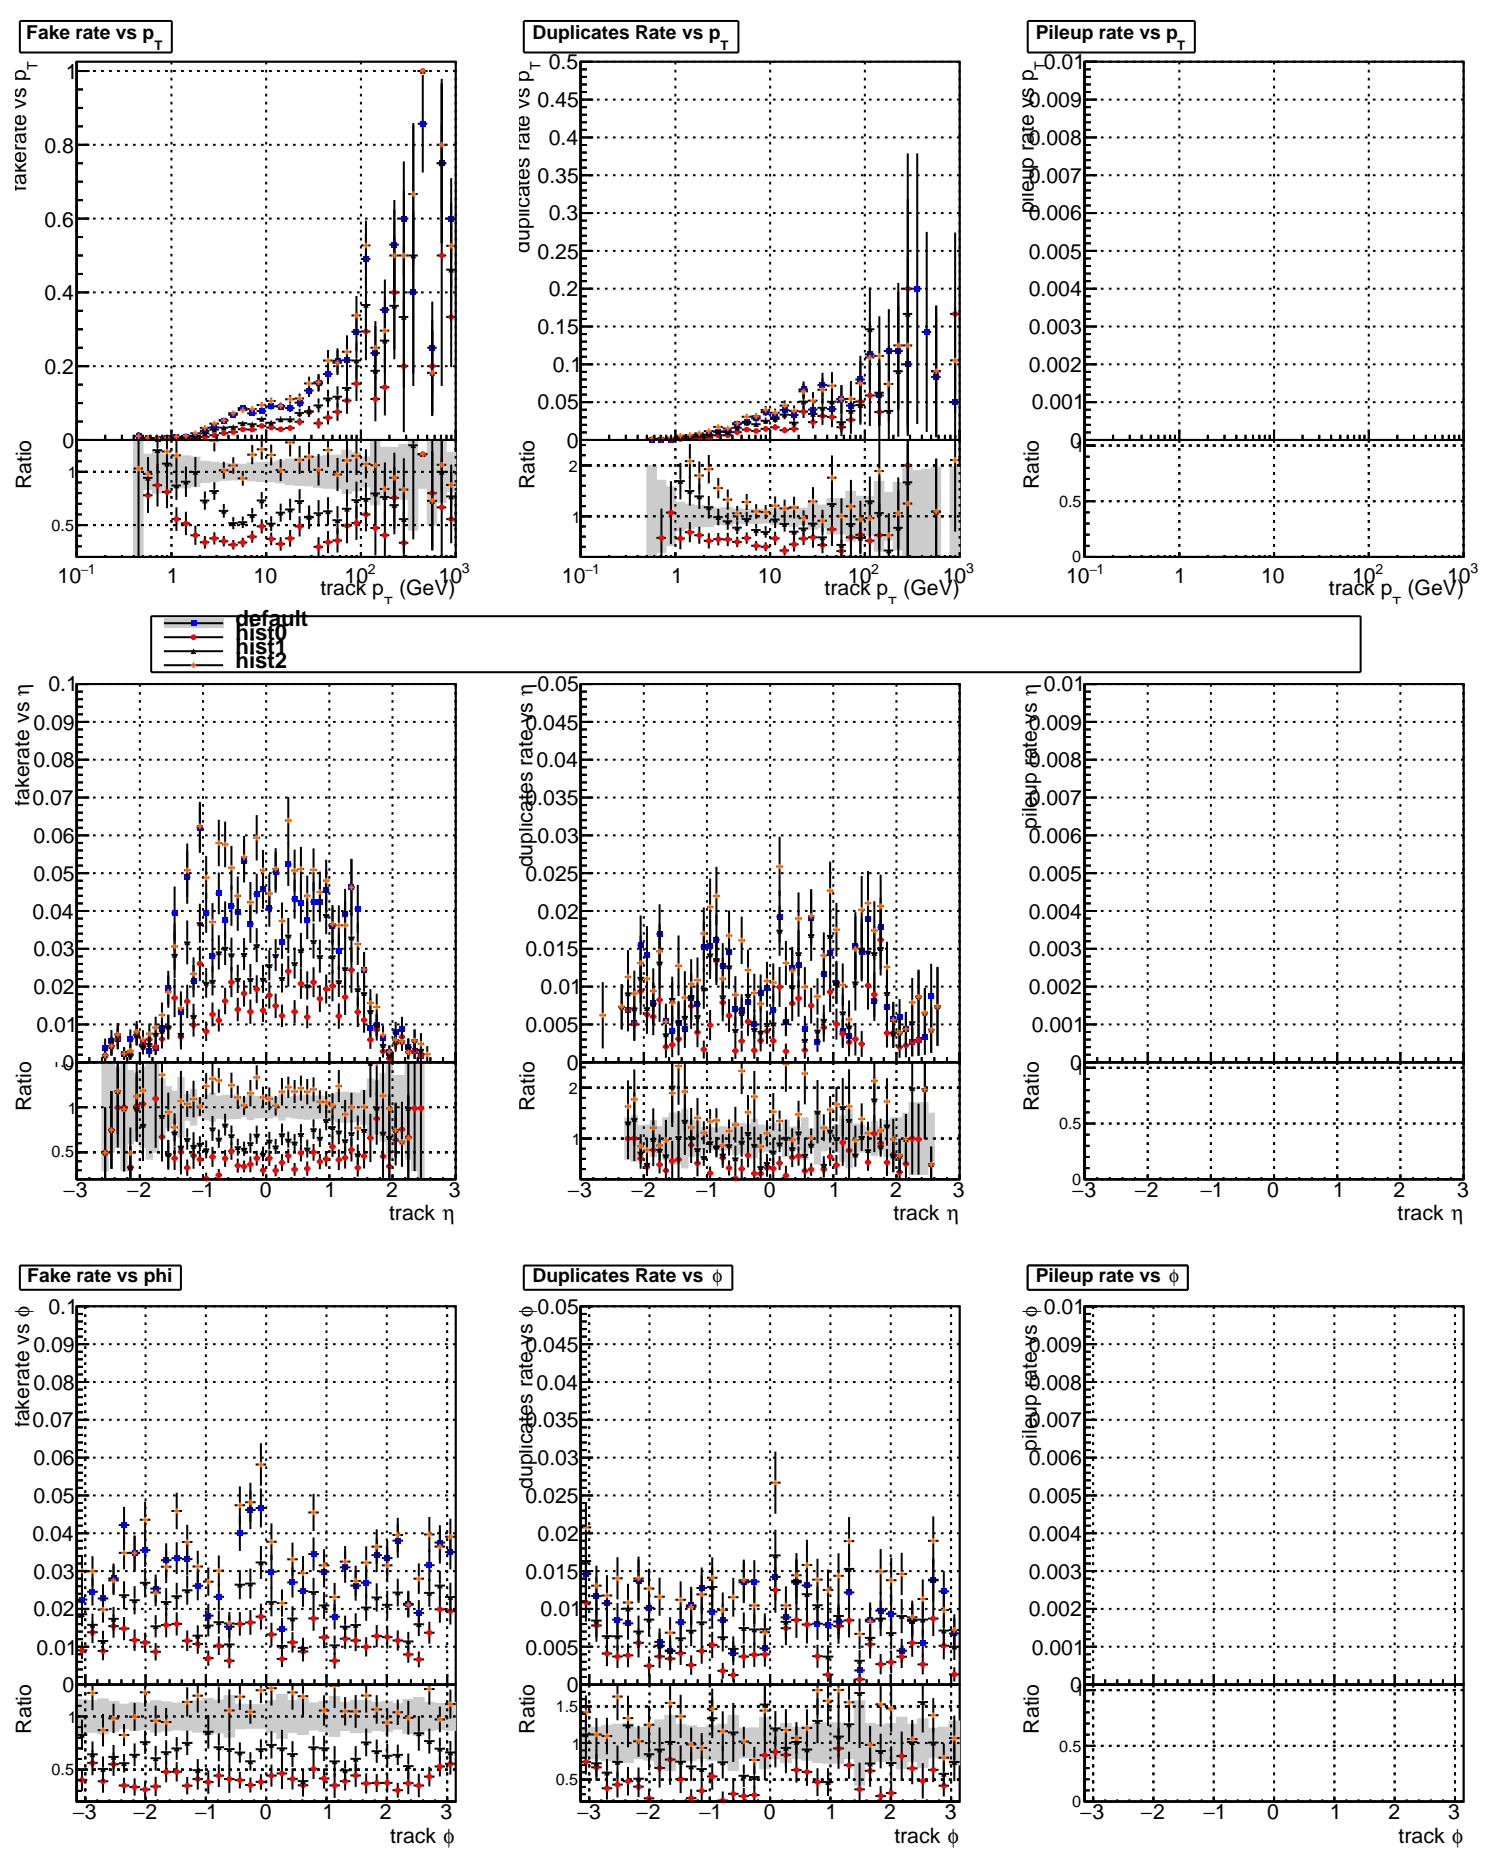 Fake rate vs p_T
Duplicates Rate vs p_T
Pileup rate vs p_T
fakerate vs p_T
1
0.8
0.6
0.4
0.2
0
Ratio
1
0.5
10⁻¹ 1 10 10² 10³
track p_T (GeV)
duplicates rate vs p_T
0.5
0.45
0.4
0.35
0.3
0.25
0.2
0.15
0.1
0.05
0
Ratio
2
1
10⁻¹ 1 10 10² 10³
track p_T (GeV)
pileup rate vs p_T
0.01
0.009
0.008
0.007
0.006
0.005
0.004
0.003
0.002
0.001
0
Ratio
1
0.5
0
10⁻¹ 1 10 10² 10³
track p_T (GeV)
default
hist0
hist1
hist2
fakerate vs η
0.1
0.09
0.08
0.07
0.06
0.05
0.04
0.03
0.02
0.01
0
Ratio
1
0.5
−3 −2 −1 0 1 2 3
track η
duplicates rate vs η
0.05
0.045
0.04
0.035
0.03
0.025
0.02
0.015
0.01
0.005
0
Ratio
2
1
−3 −2 −1 0 1 2 3
track η
pileup rate vs η
0.01
0.009
0.008
0.007
0.006
0.005
0.004
0.003
0.002
0.001
0
Ratio
1
0.5
0
−3 −2 −1 0 1 2 3
track η
Fake rate vs phi
Duplicates Rate vs ϕ
Pileup rate vs ϕ
fakerate vs ϕ
0.1
0.09
0.08
0.07
0.06
0.05
0.04
0.03
0.02
0.01
0
Ratio
1
0.5
−3 −2 −1 0 1 2 3
track ϕ
duplicates rate vs ϕ
0.05
0.045
0.04
0.035
0.03
0.025
0.02
0.015
0.01
0.005
0
Ratio
1.5
1
0.5
−3 −2 −1 0 1 2 3
track ϕ
pileup rate vs ϕ
0.01
0.009
0.008
0.007
0.006
0.005
0.004
0.003
0.002
0.001
0
Ratio
1
0.5
0
−3 −2 −1 0 1 2 3
track ϕ